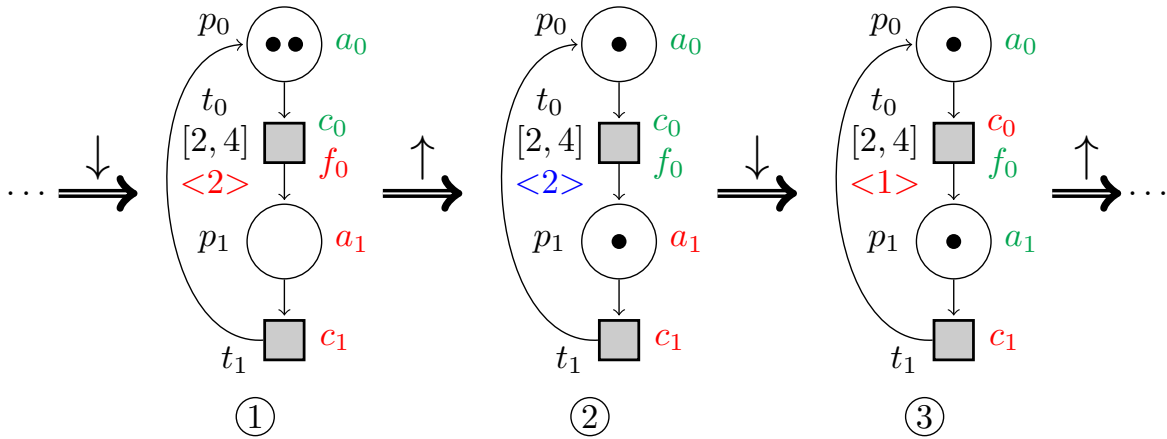 p₀ a₀
t₀
[2, 4] c₀
<2> f₀
p₁ a₁
t₁ c₁
①
p₀ a₀
t₀
[2, 4] c₀
<2> f₀
p₁ a₁
t₁ c₁
②
p₀ a₀
t₀
[2, 4] c₀
<1> f₀
p₁ a₁
t₁ c₁
③